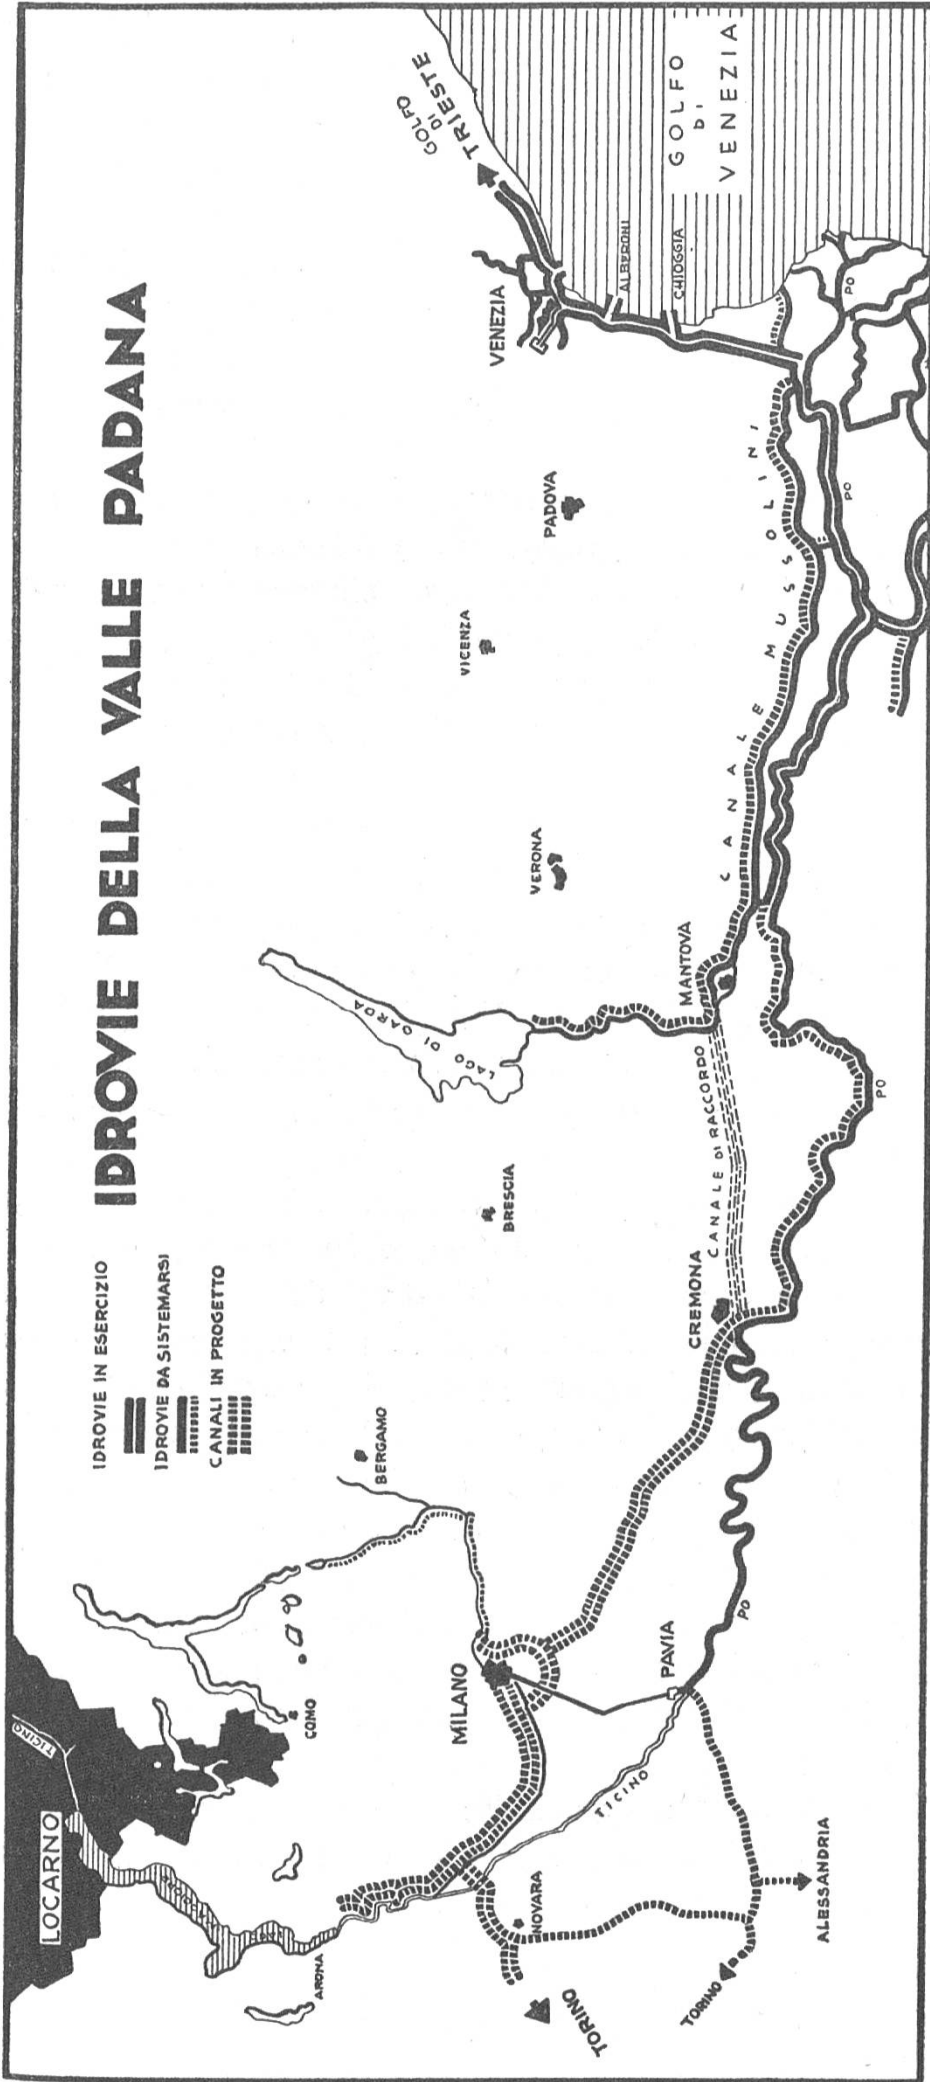 IDROVIE DELLA VALLE PADANA
IDROVIE IN ESERCIZIO
IDROVIE DA SISTEMARSI
CANALI IN PROGETTO
LOCARNO
TICINO
COMO
BERGAMO
ARONA
MILANO
BRESCIA
LAGO DI GARDA
VERONA
VICENZA
PADOVA
VENEZIA
GOLFO
DI
TRIESTE
ALBERONI
CHIOGGIA
GOLFO
DI
VENEZIA
NOVARA
TORINO
TICINO
PAVIA
CREMONA
CANALE DI RACCORDO
MANTOVA
CANALE MUSSOLINI
TORINO
ALESSANDRIA
PO
PO
PO
PO